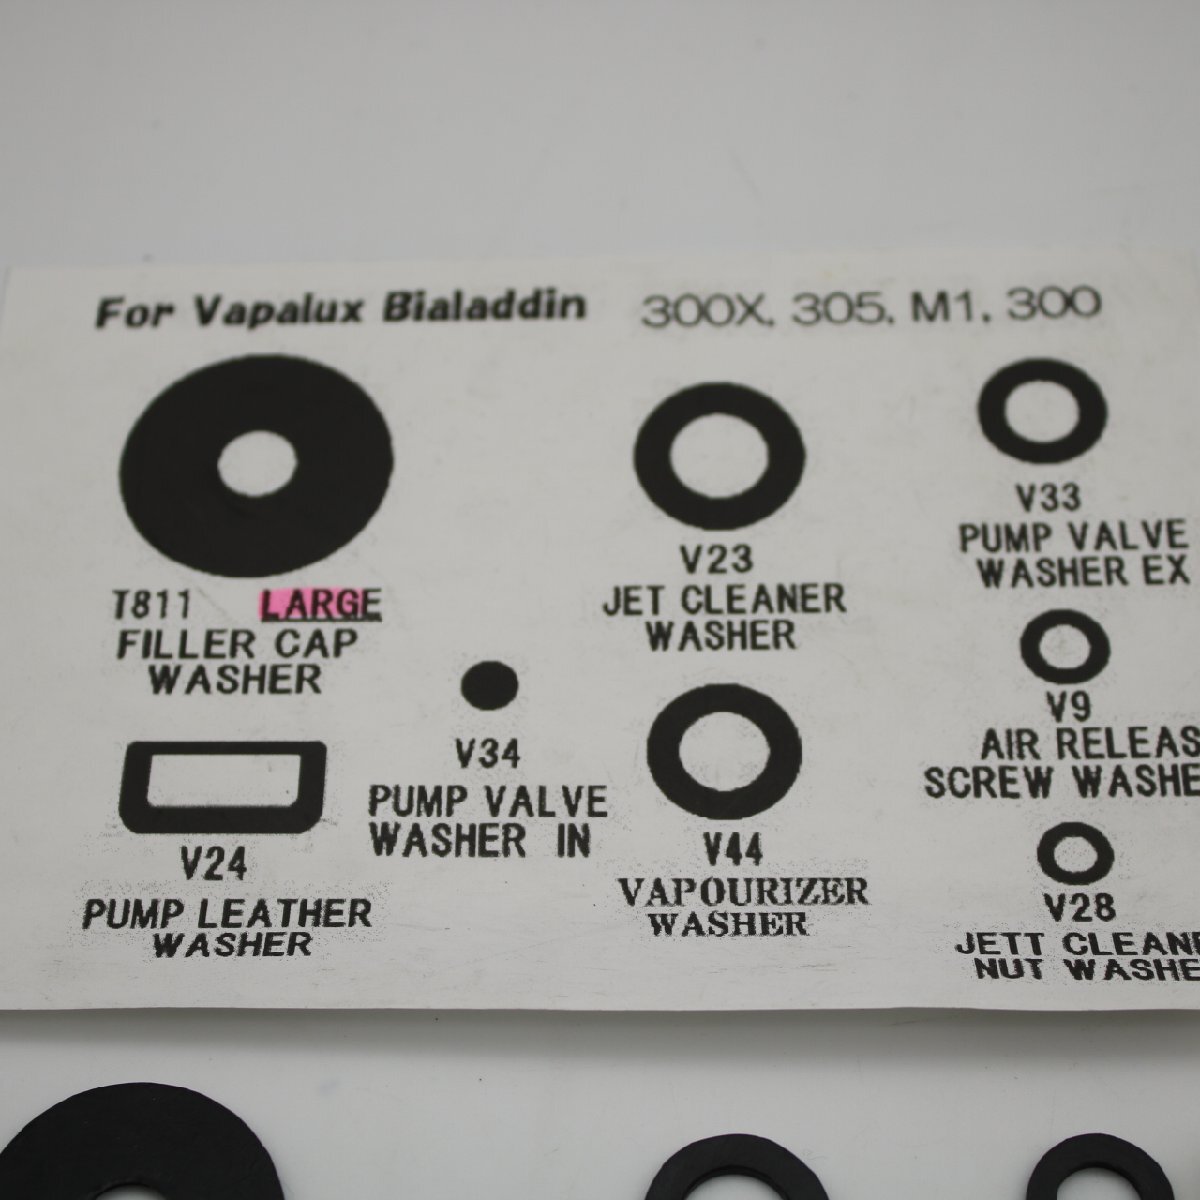 For Vapalux Bialaddin 300X, 305, M1, 300
T811 LARGE
FILLER CAP
WASHER
V23
JET CLEANER
WASHER
V33
PUMP VALVE
WASHER EX
V34
PUMP VALVE
WASHER IN
V9
AIR RELEAS
SCREW WASHE
V24
PUMP LEATHER
WASHER
V44
VAPOURIZER
WASHER
V28
JETT CLEANE
NUT WASHE